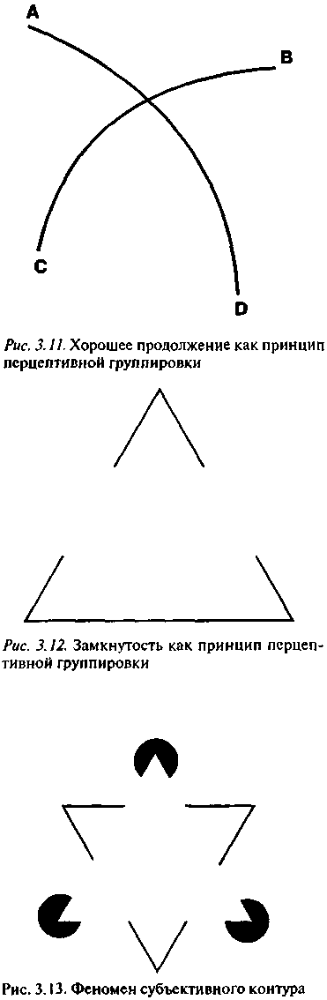 A
B
C
D
Рис. 3.11. Хорошее продолжение как принцип
перцептивной группировки
Рис. 3.12. Замкнутость как принцип перцеп-
тивной группировки
Рис. 3.13. Феномен субъективного контура